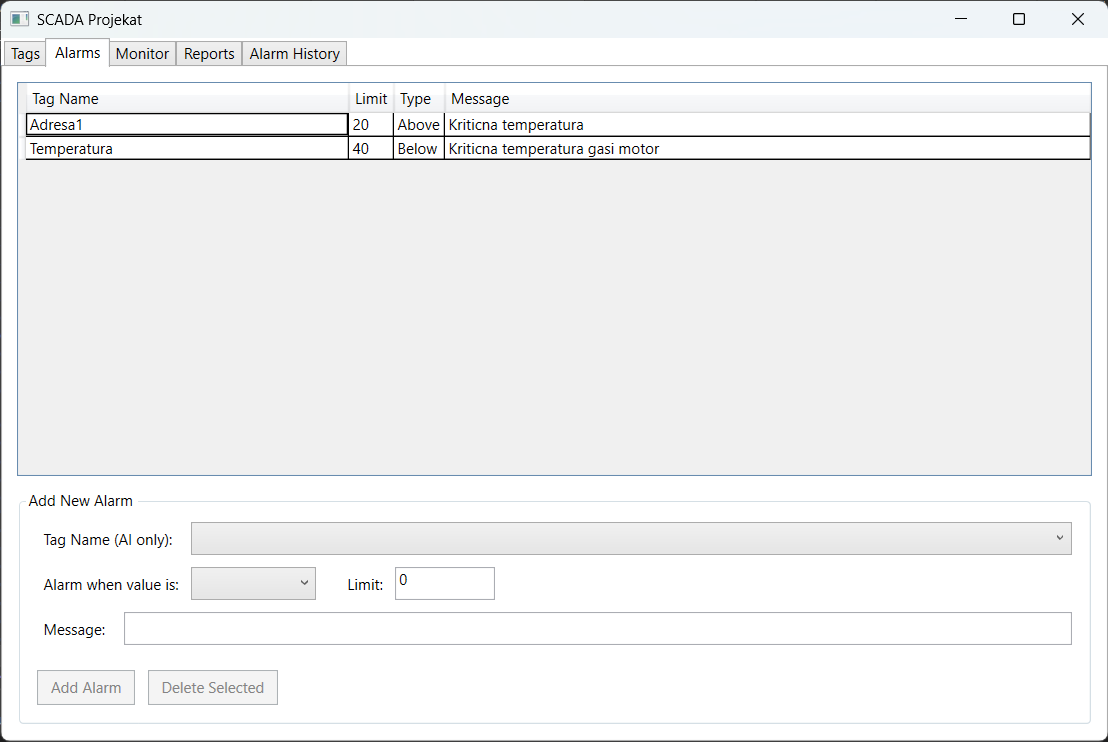 SCADA Projekat
Tags Alarms Monitor Reports Alarm History
Tag Name Limit Type Message
Adresa1 20 Above Kriticna temperatura
Temperatura 40 Below Kriticna temperatura gasi motor
Add New Alarm
Tag Name (AI only):
Alarm when value is: Limit: 0
Message:
Add Alarm Delete Selected